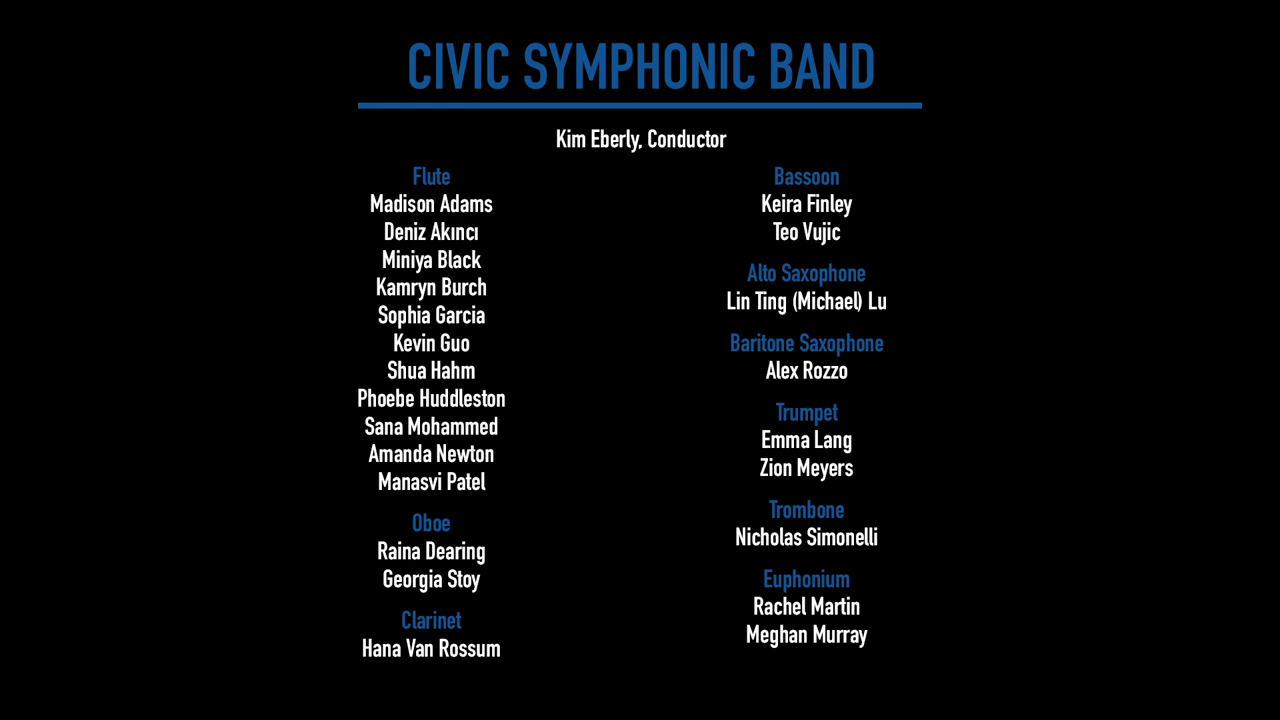 CIVIC SYMPHONIC BAND
Kim Eberly, Conductor
Flute
Madison Adams
Deniz Akıncı
Miniya Black
Kamryn Burch
Sophia Garcia
Kevin Guo
Shua Hahm
Phoebe Huddleston
Sana Mohammed
Amanda Newton
Manasvi Patel
Oboe
Raina Dearing
Georgia Stoy
Clarinet
Hana Van Rossum
Bassoon
Keira Finley
Teo Vujic
Alto Saxophone
Lin Ting (Michael) Lu
Baritone Saxophone
Alex Rozzo
Trumpet
Emma Lang
Zion Meyers
Trombone
Nicholas Simonelli
Euphonium
Rachel Martin
Meghan Murray